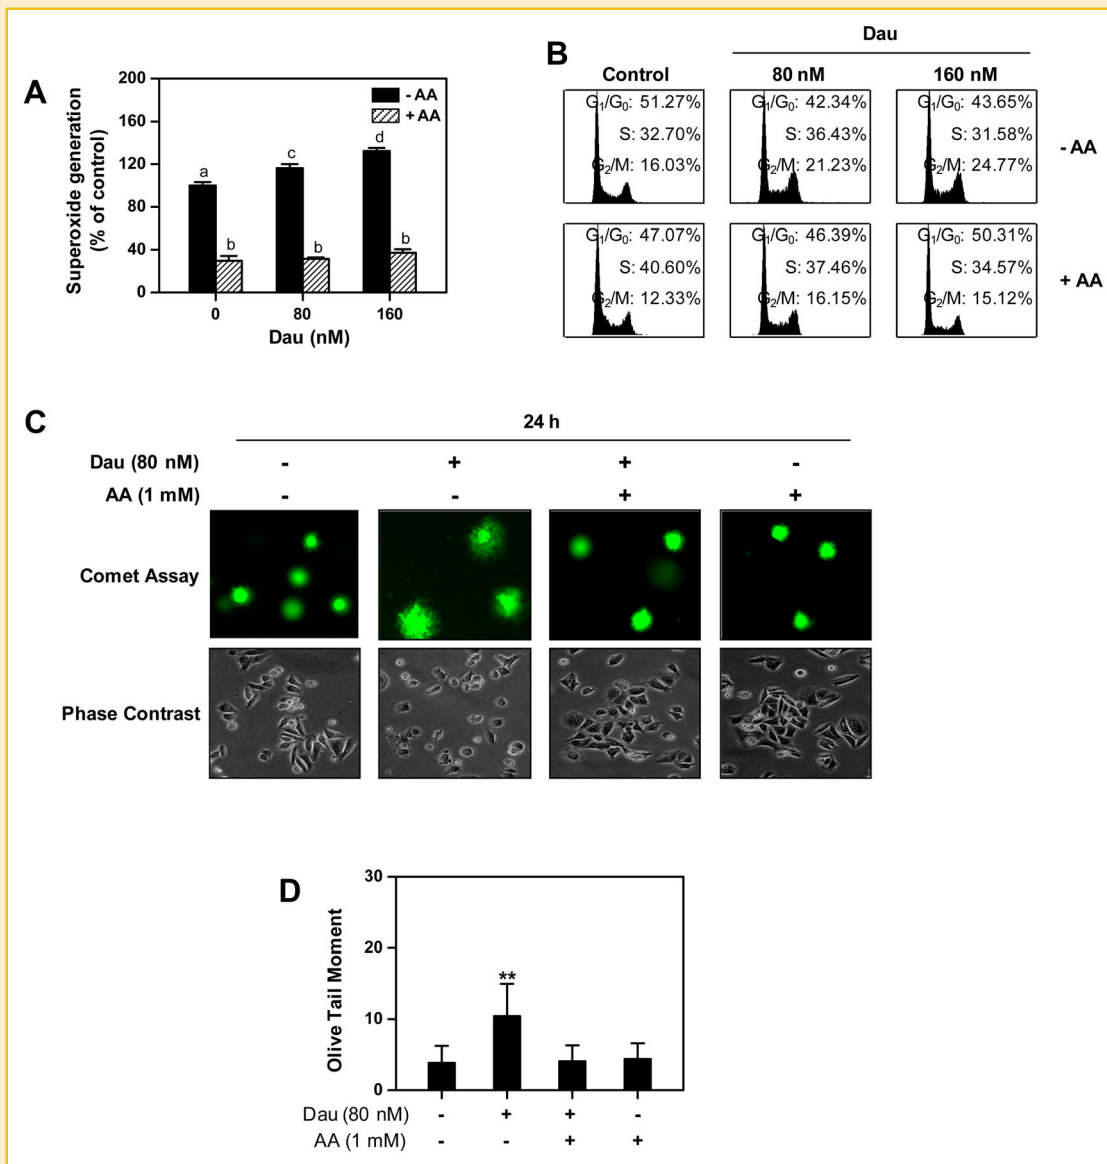 A
Superoxide generation
(% of control)
200
160
120
80
40
0
- AA
+ AA
a
b
c
b
d
b
0
80
160
Dau (nM)
B
Dau
Control
80 nM
160 nM
G1/G0: 51.27%
S: 32.70%
G2/M: 16.03%
G1/G0: 42.34%
S: 36.43%
G2/M: 21.23%
G1/G0: 43.65%
S: 31.58%
G2/M: 24.77%
- AA
G1/G0: 47.07%
S: 40.60%
G2/M: 12.33%
G1/G0: 46.39%
S: 37.46%
G2/M: 16.15%
G1/G0: 50.31%
S: 34.57%
G2/M: 15.12%
+ AA
C
24 h
Dau (80 nM) - + + -
AA (1 mM) - - + +
Comet Assay
Phase Contrast
D
Olive Tail Moment
30
20
10
0
**
Dau (80 nM) - + + -
AA (1 mM) - - + +